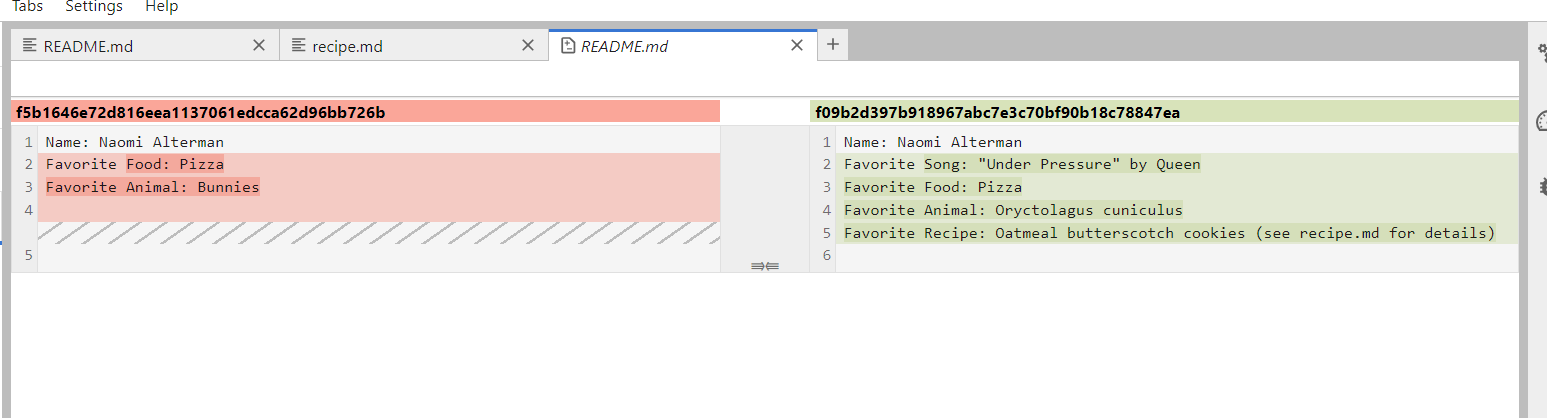 Tabs Settings Help
README.md recipe.md README.md
f5b1646e72d816eea1137061edcca62d96bb726b
1 Name: Naomi Alterman
2 Favorite Food: Pizza
3 Favorite Animal: Bunnies
4
5
f09b2d397b918967abc7e3c70bf90b18c78847ea
1 Name: Naomi Alterman
2 Favorite Song: "Under Pressure" by Queen
3 Favorite Food: Pizza
4 Favorite Animal: Oryctolagus cuniculus
5 Favorite Recipe: Oatmeal butterscotch cookies (see recipe.md for details)
6